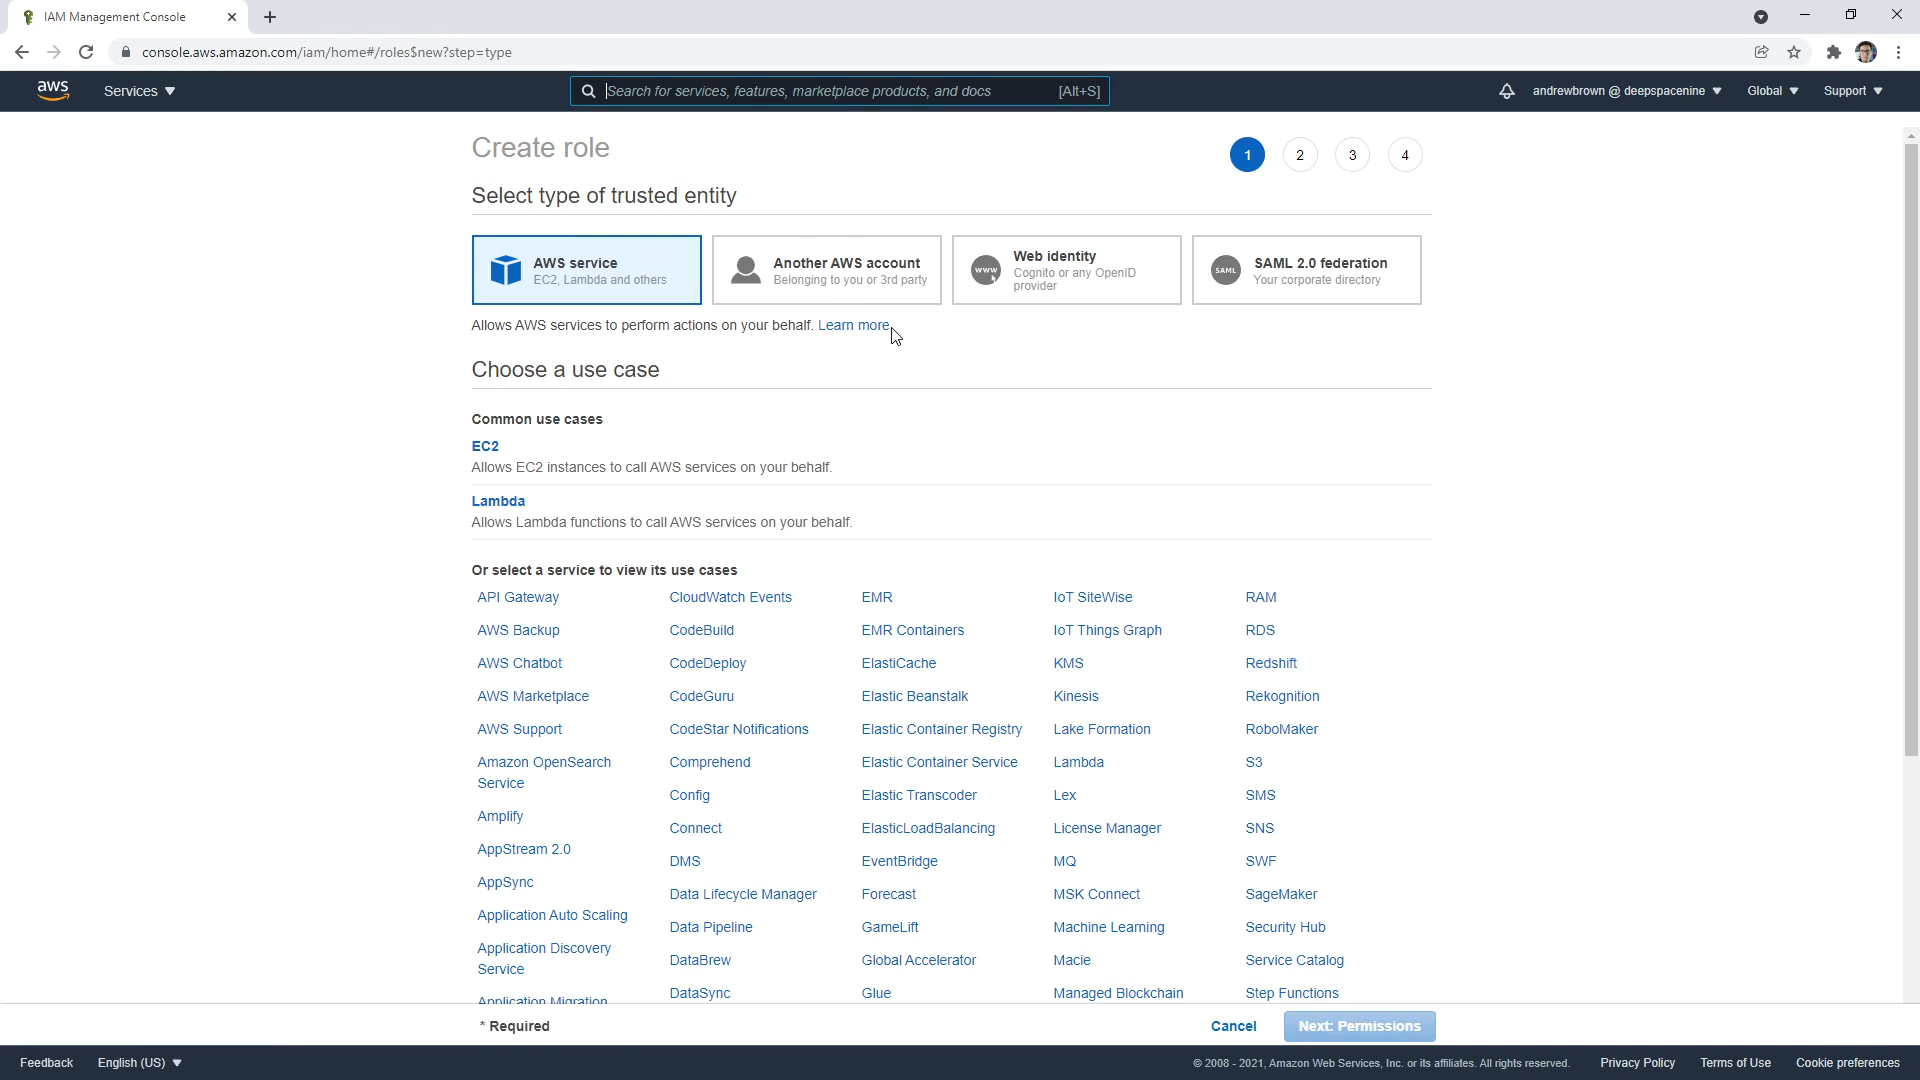 IAM Management Console
console.aws.amazon.com/iam/home#/roles$new?step=type
aws
Services
Search for services, features, marketplace products, and docs
[Alt+S]
andrewbrown @ deepspacenine
Global
Support
Create role
1
2
3
4
Select type of trusted entity
AWS service
EC2, Lambda and others
Another AWS account
Belonging to you or 3rd party
www
Web identity
Cognito or any OpenID
provider
SAML
SAML 2.0 federation
Your corporate directory
Allows AWS services to perform actions on your behalf. Learn more
Choose a use case
Common use cases
EC2
Allows EC2 instances to call AWS services on your behalf.
Lambda
Allows Lambda functions to call AWS services on your behalf.
Or select a service to view its use cases
API Gateway
AWS Backup
AWS Chatbot
AWS Marketplace
AWS Support
Amazon OpenSearch
Service
Amplify
AppStream 2.0
AppSync
Application Auto Scaling
Application Discovery
Service
Application Migration
CloudWatch Events
CodeBuild
CodeDeploy
CodeGuru
CodeStar Notifications
Comprehend
Config
Connect
DMS
Data Lifecycle Manager
Data Pipeline
DataBrew
DataSync
EMR
EMR Containers
ElastiCache
Elastic Beanstalk
Elastic Container Registry
Elastic Container Service
Elastic Transcoder
ElasticLoadBalancing
EventBridge
Forecast
GameLift
Global Accelerator
Glue
IoT SiteWise
IoT Things Graph
KMS
Kinesis
Lake Formation
Lambda
Lex
License Manager
MQ
MSK Connect
Machine Learning
Macie
Managed Blockchain
RAM
RDS
Redshift
Rekognition
RoboMaker
S3
SMS
SNS
SWF
SageMaker
Security Hub
Service Catalog
Step Functions
* Required
Cancel
Next: Permissions
Feedback
English (US)
© 2008 - 2021, Amazon Web Services, Inc. or its affiliates. All rights reserved.
Privacy Policy
Terms of Use
Cookie preferences